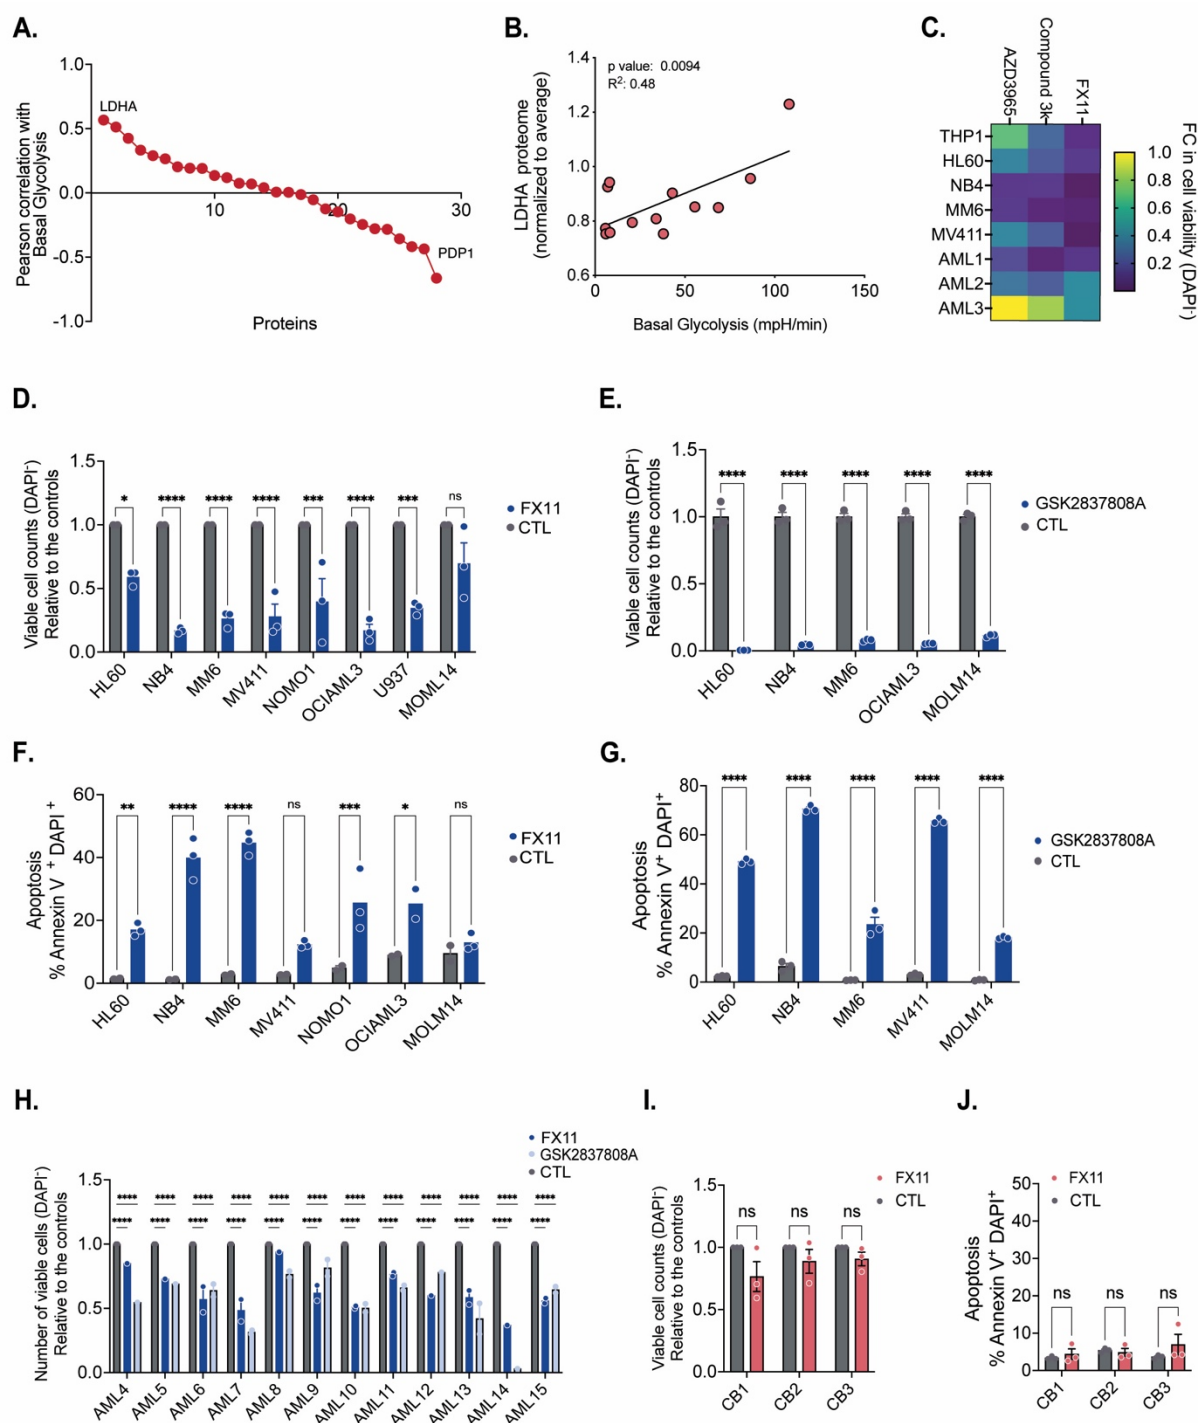 A.
Pearson correlation with
Basal Glycolysis
1.0
0.5
0.0
-0.5
-1.0
LDHA
10
20
30
PDP1
Proteins
B.
LDHA proteome
(normalized to average)
1.4
1.2
1.0
0.8
0.6
p value: 0.0094
R2: 0.48
0
50
100
150
Basal Glycolysis (mpH/min)
C.
AZD3965
Compound 3k
FX11
THP1
HL60
NB4
MM6
MV411
AML1
AML2
AML3
1.0
0.8
0.6
0.4
0.2
FC in cell viability (DAPI-)
D.
Viable cell counts (DAPI-)
Relative to the controls
1.5
1.0
0.5
0.0
* **** **** **** *** **** *** ns
FX11
CTL
HL60
NB4
MM6
MV411
NOMO1
OCIAML3
U937
MOML14
E.
Viable cell counts (DAPI-)
Relative to the controls
1.5
1.0
0.5
0.0
**** **** **** **** ****
GSK2837808A
CTL
HL60
NB4
MM6
OCIAML3
MOLM14
F.
Apoptosis
% Annexin V + DAPI +
60
40
20
0
** **** **** ns *** * ns
FX11
CTL
HL60
NB4
MM6
MV411
NOMO1
OCIAML3
MOLM14
G.
Apoptosis
% Annexin V+ DAPI+
80
60
40
20
0
**** **** **** **** ****
GSK2837808A
CTL
HL60
NB4
MM6
MV411
MOLM14
H.
Number of viable cells (DAPI-)
Relative to the controls
1.5
1.0
0.5
0.0
FX11
GSK2837808A
CTL
**** **** **** **** **** **** **** **** **** **** **** ****
**** **** **** **** **** **** **** **** **** **** **** ****
AML4
AML5
AML6
AML7
AML8
AML9
AML10
AML11
AML12
AML13
AML14
AML15
I.
Viable cell counts (DAPI-)
Relative to the controls
1.5
1.0
0.5
0.0
ns ns ns
FX11
CTL
CB1
CB2
CB3
J.
Apoptosis
% Annexin V+ DAPI+
50
40
30
20
10
0
ns ns ns
FX11
CTL
CB1
CB2
CB3